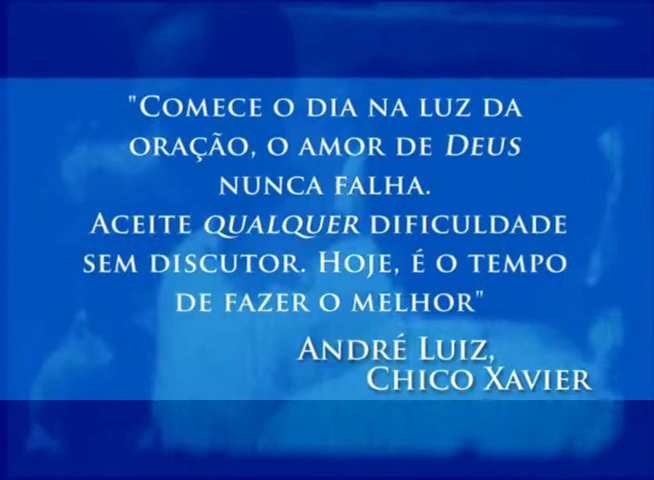 "Comece o dia na luz da
oração, o amor de Deus
nunca falha.
Aceite qualquer dificuldade
sem discutor. Hoje, é o tempo
de fazer o melhor"
André Luiz,
Chico Xavier